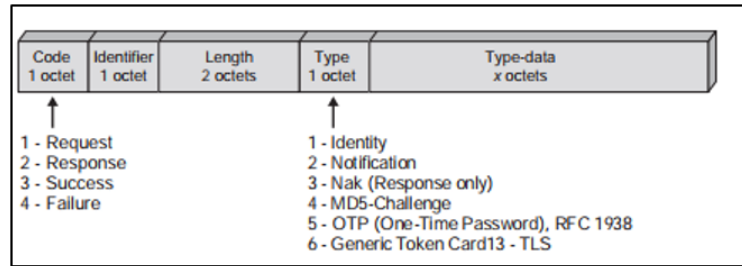 Code Identifier Length Type Type-data
1 octet 1 octet 2 octets 1 octet x octets
1 - Request
2 - Response
3 - Success
4 - Failure
1 - Identity
2 - Notification
3 - Nak (Response only)
4 - MD5-Challenge
5 - OTP (One-Time Password), RFC 1938
6 - Generic Token Card13 - TLS